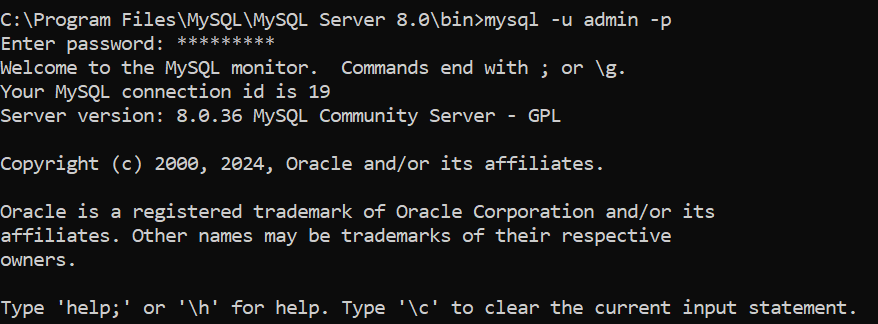 C:\Program Files\MySQL\MySQL Server 8.0\bin>mysql -u admin -p
Enter password: *********
Welcome to the MySQL monitor.  Commands end with ; or \g.
Your MySQL connection id is 19
Server version: 8.0.36 MySQL Community Server - GPL
Copyright (c) 2000, 2024, Oracle and/or its affiliates.
Oracle is a registered trademark of Oracle Corporation and/or its
affiliates. Other names may be trademarks of their respective
owners.
Type 'help;' or '\h' for help. Type '\c' to clear the current input statement.